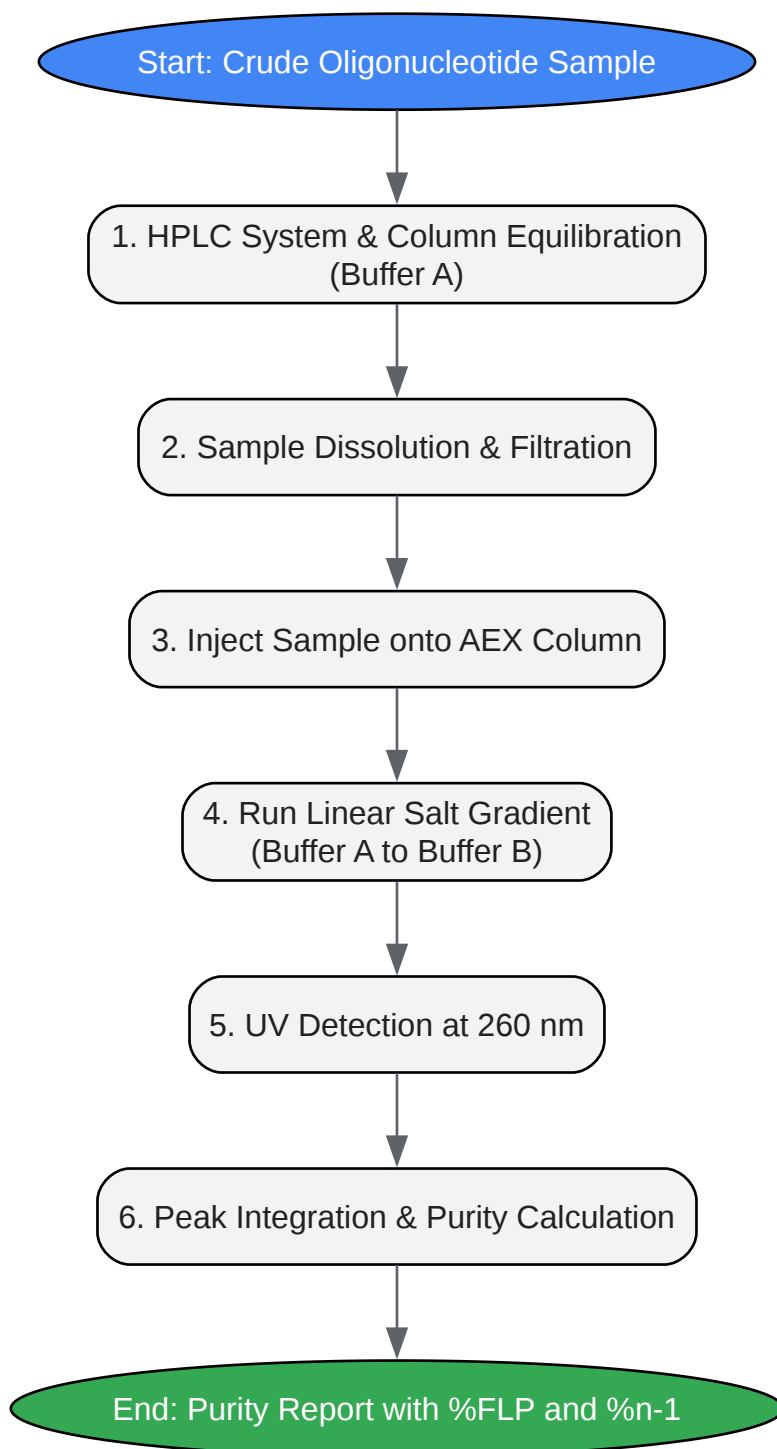 Start: Crude Oligonucleotide Sample
1. HPLC System & Column Equilibration
(Buffer A)
2. Sample Dissolution & Filtration
3. Inject Sample onto AEX Column
4. Run Linear Salt Gradient
(Buffer A to Buffer B)
5. UV Detection at 260 nm
6. Peak Integration & Purity Calculation
End: Purity Report with %FLP and %n-1